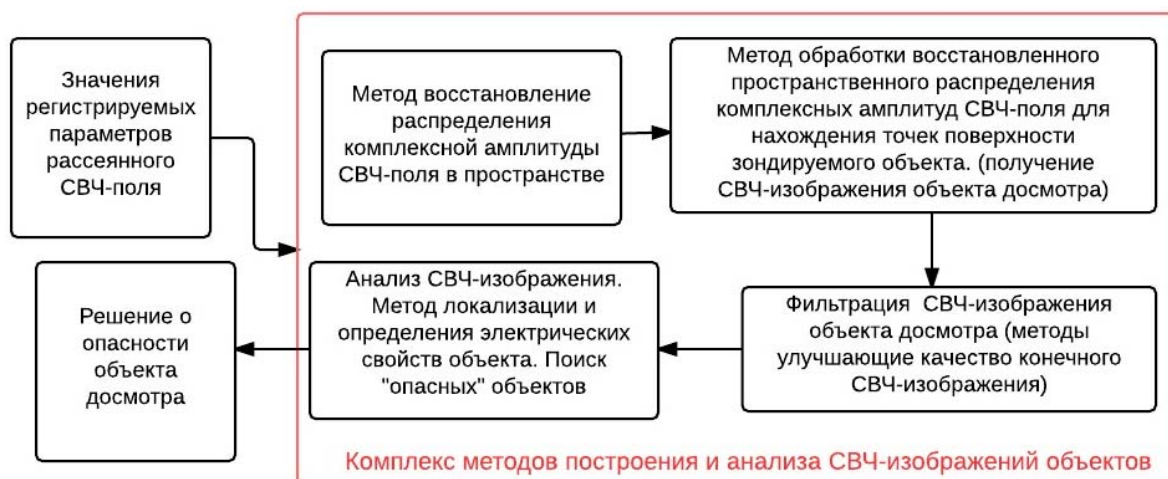 Значения
регистрируемых
параметров
рассеянного
СВЧ-поля
Метод восстановление
распределения
комплексной амплитуды
СВЧ-поля в пространстве
Метод обработки восстановленного
пространственного распределения
комплексных амплитуд СВЧ-поля для
нахождения точек поверхности
зондируемого объекта. (получение
СВЧ-изображения объекта досмотра)
Фильтрация СВЧ-изображения
объекта досмотра (методы
улучшающие качество конечного
СВЧ-изображения)
Анализ СВЧ-изображения.
Метод локализации и
определения электрических
свойств объекта. Поиск
"опасных" объектов
Решение о
опасности
объекта
досмотра
Комплекс методов построения и анализа СВЧ-изображений объектов